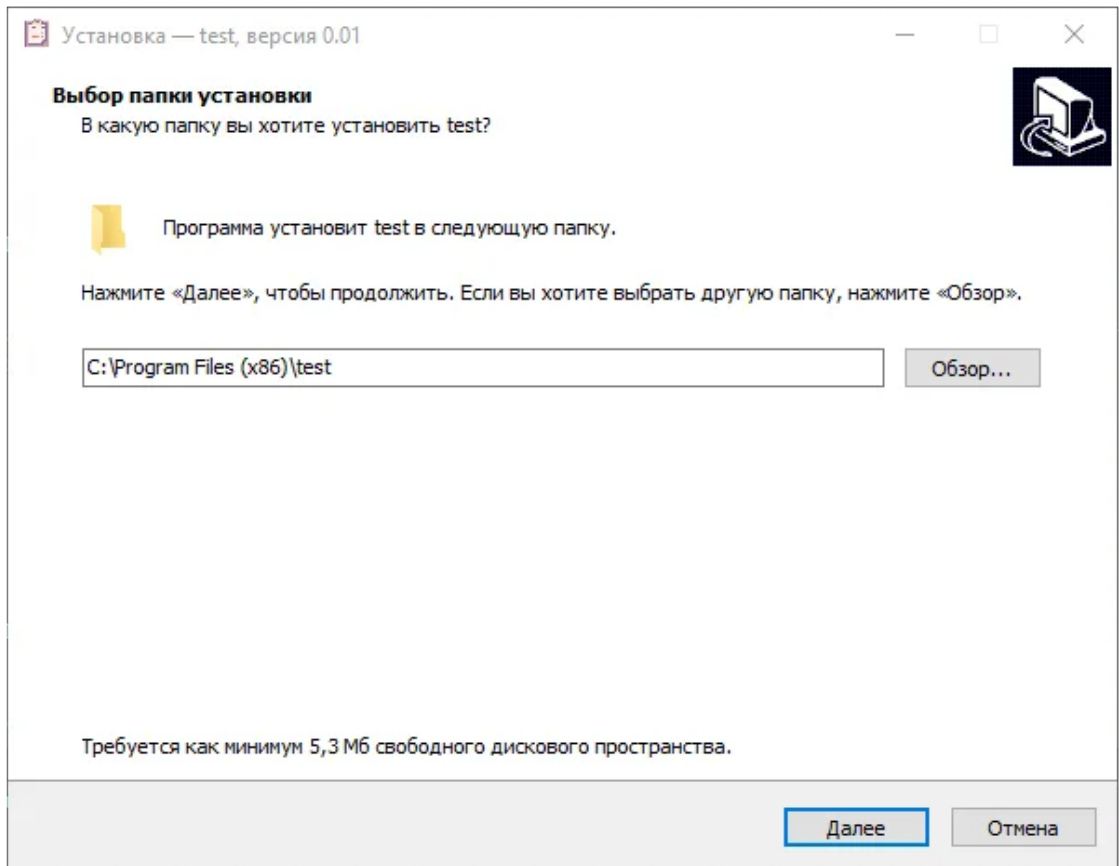 Установка — test, версия 0.01
Выбор папки установки
В какую папку вы хотите установить test?
Программа установит test в следующую папку.
Нажмите «Далее», чтобы продолжить. Если вы хотите выбрать другую папку, нажмите «Обзор».
C:\Program Files (x86)\test
Обзор...
Требуется как минимум 5,3 Мб свободного дискового пространства.
Далее
Отмена